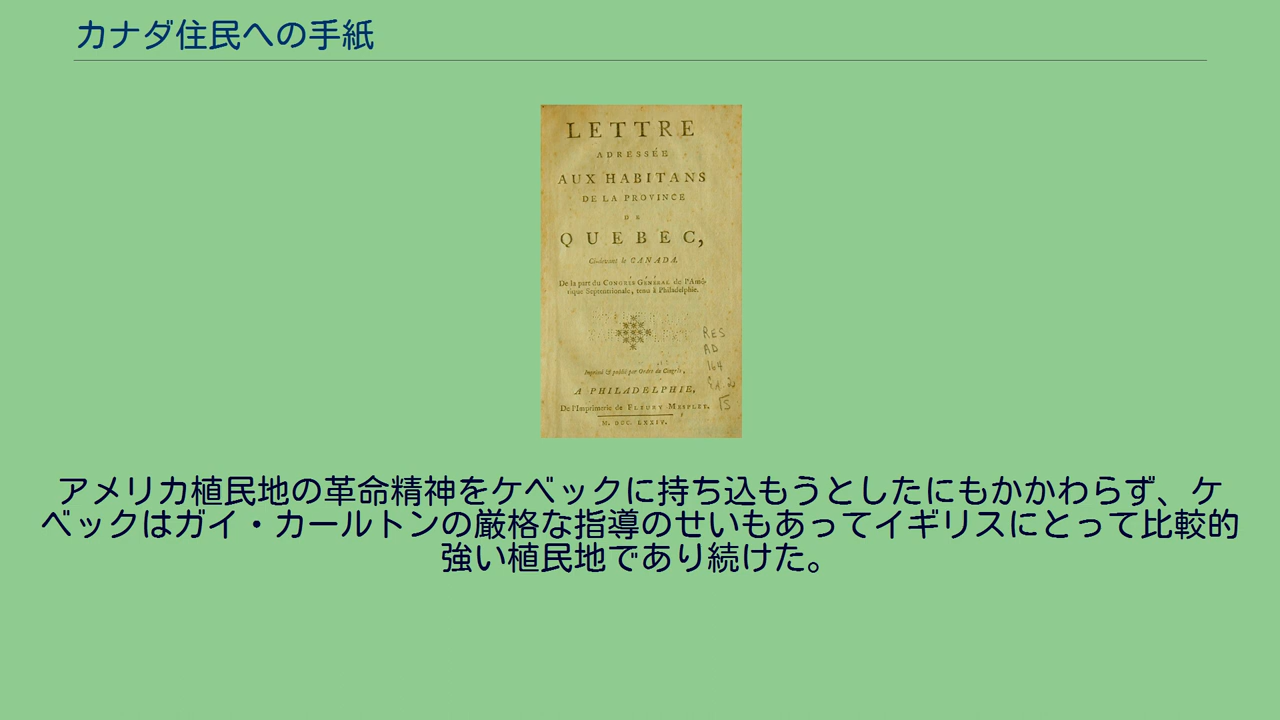 カナダ住民への手紙
LETTRE
ADRESSÉE
AUX HABITANS
DE LA PROVINCE
DE
QUEBEC,
Ci-devant le CANADA.
De la part du CONGRÉS GÉNÉRAL de l'Amé-
rique Septentrionale, tenu à Philadelphie.
RES
AD
164
Imprimé & publié par Ordre du Congrès,
A PHILADELPHIE,
De l'Imprimerie de FLEURY MESPLET.
M. DCC. LXXIV.
アメリカ植民地の革命精神をケベックに持ち込もうとしたにもかかわらず、ケ
ベックはガイ・カールトンの厳格な指導のせいもあってイギリスにとって比較的
強い植民地であり続けた。